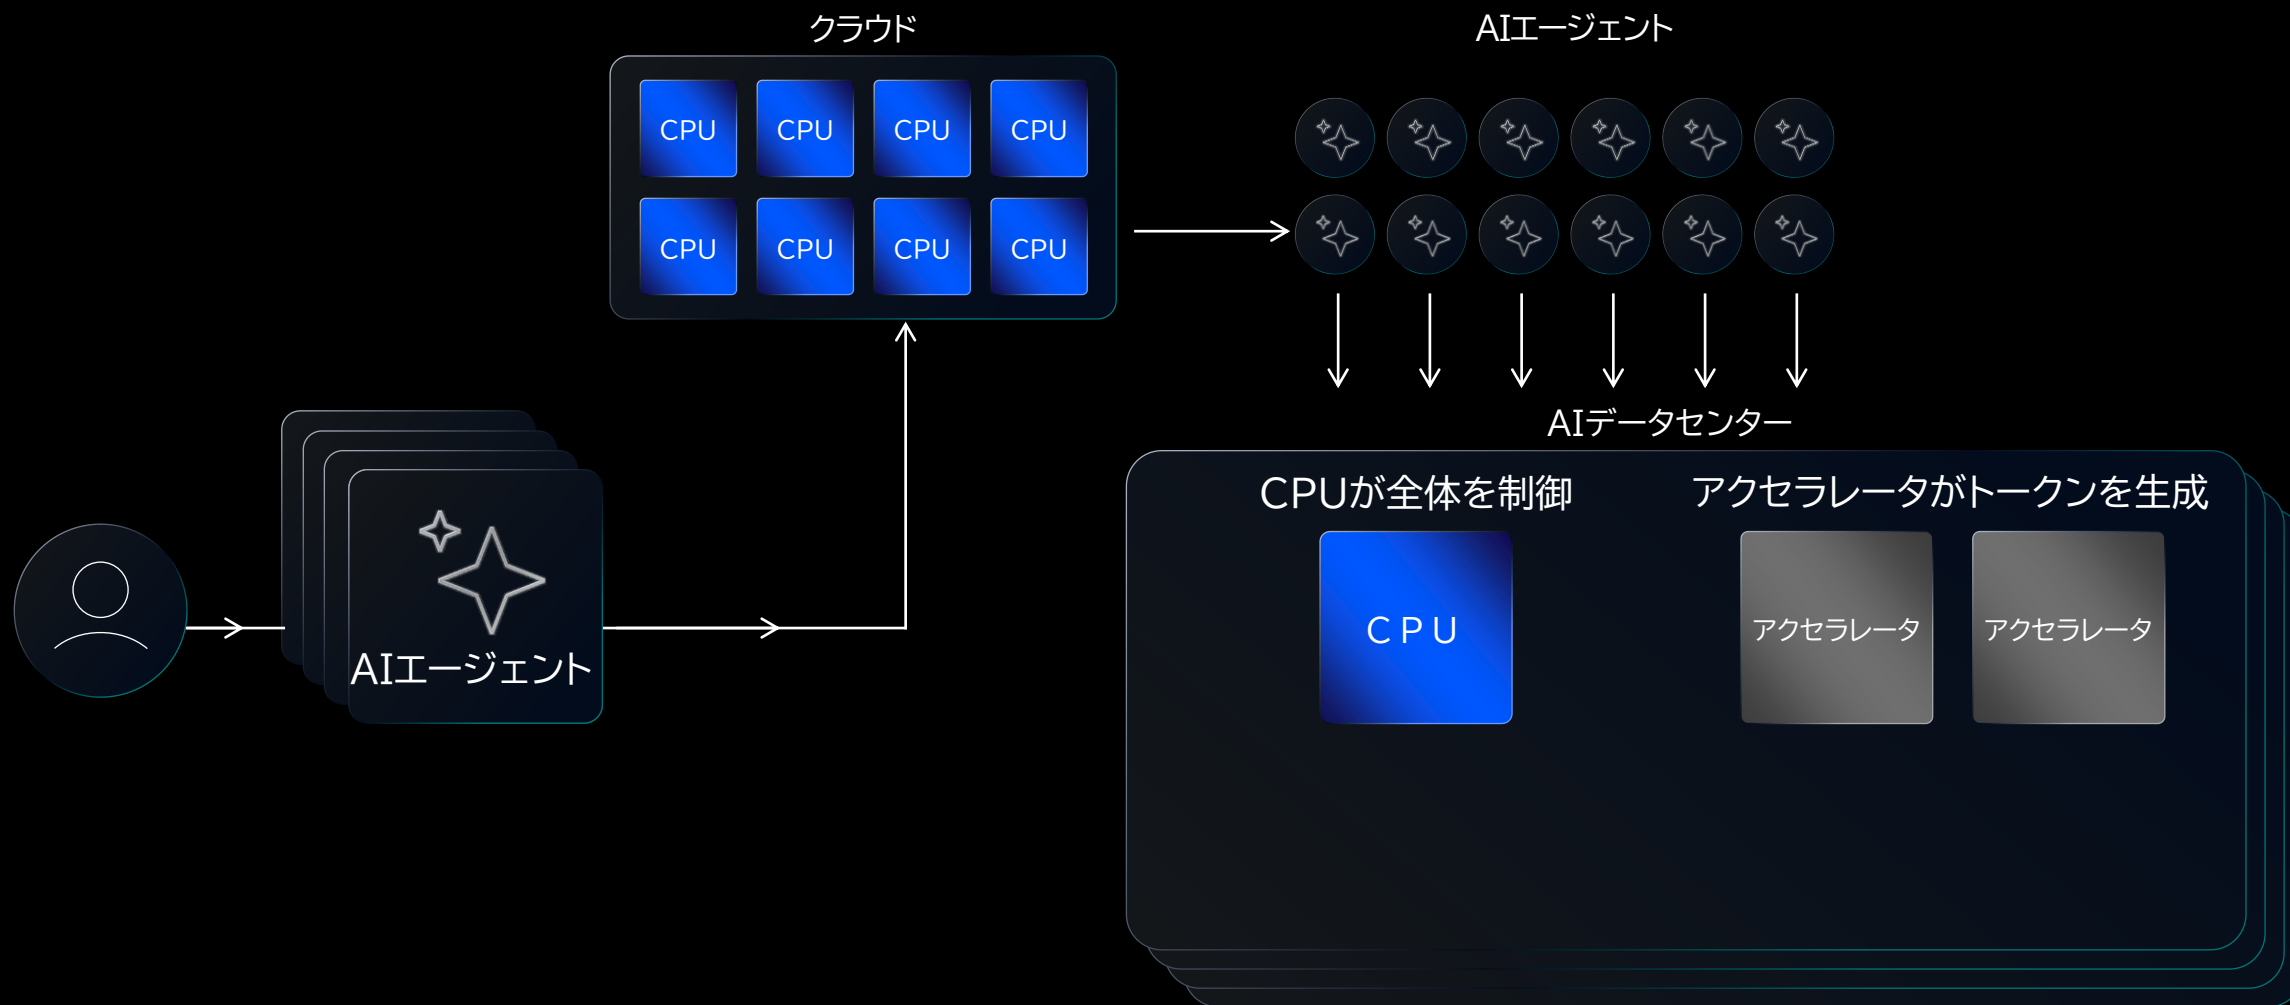 クラウド
CPU CPU CPU CPU
CPU CPU CPU CPU
AIエージェント
AIエージェント
AIデータセンター
CPUが全体を制御
CPU
アクセラレータがトークンを生成
アクセラレータ アクセラレータ